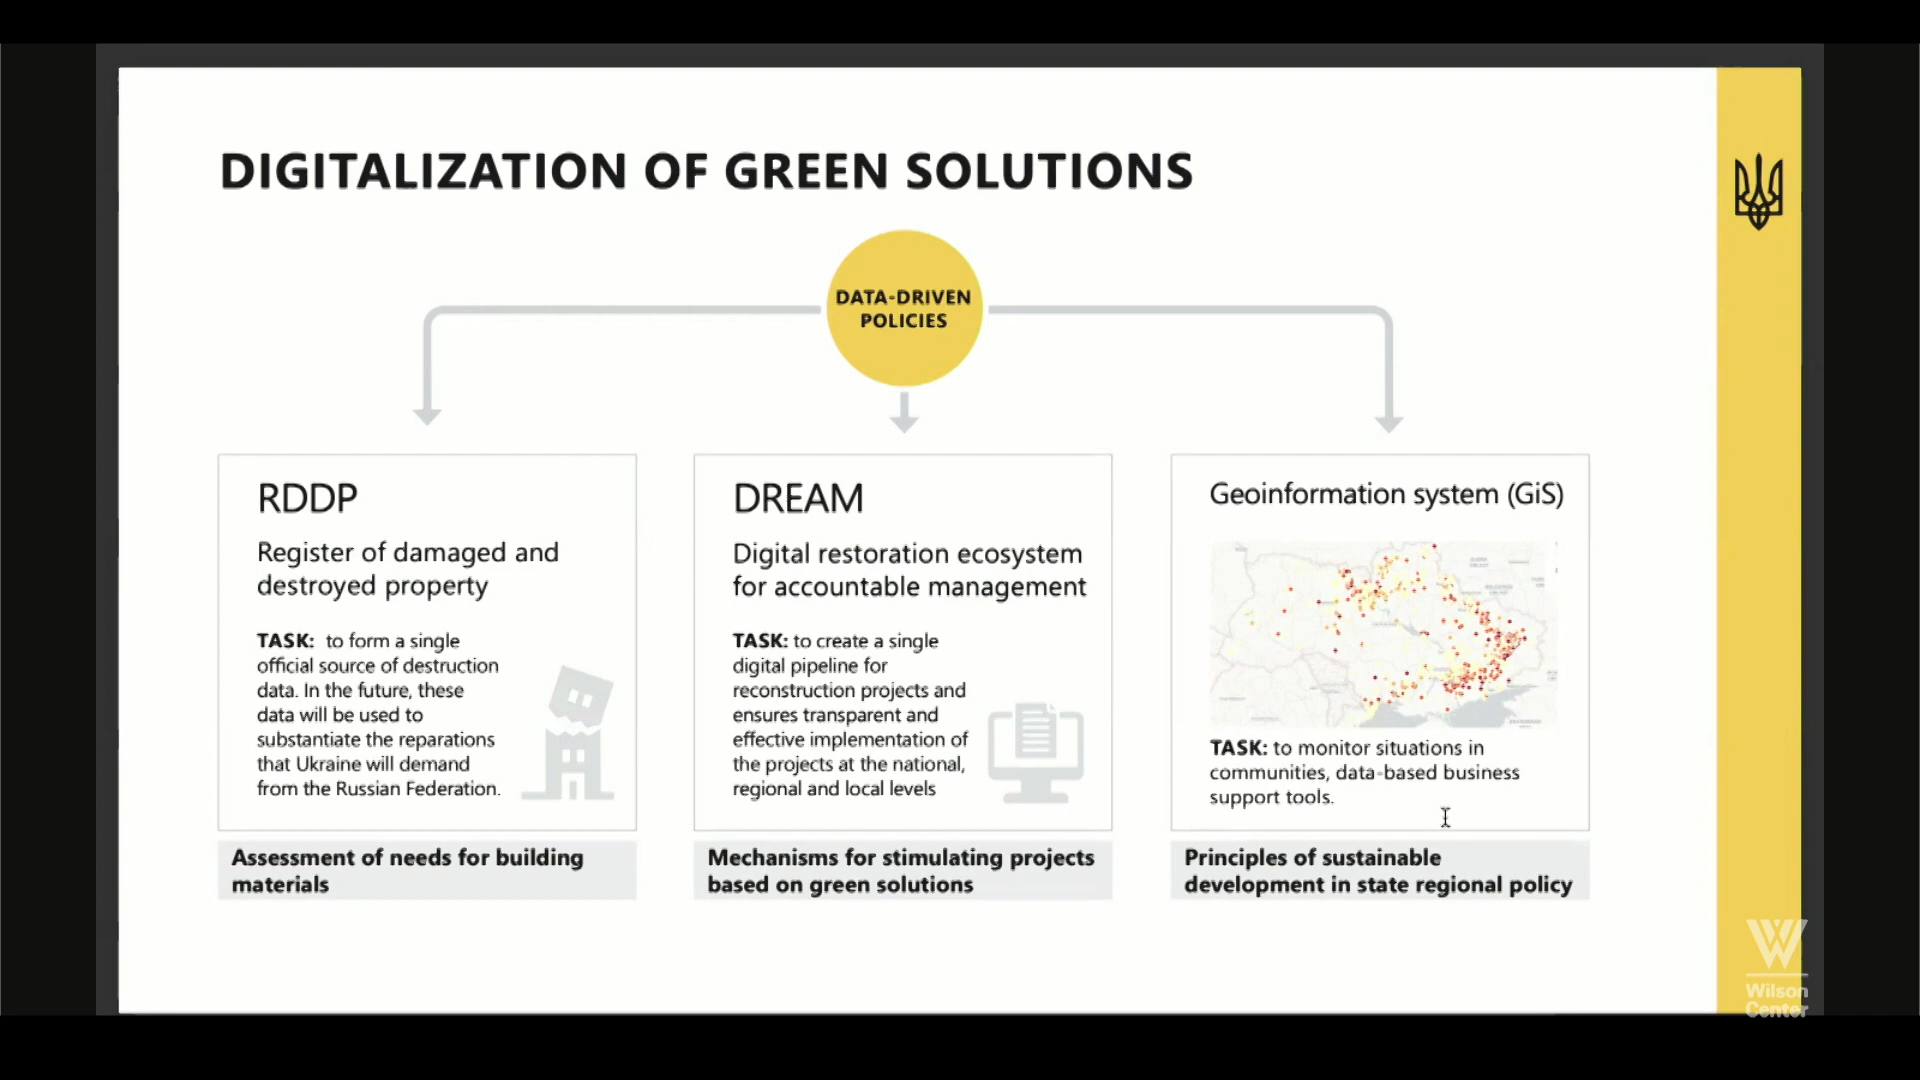 DIGITALIZATION OF GREEN SOLUTIONS
DATA-DRIVEN
POLICIES
RDDP
Register of damaged and
destroyed property
TASK: to form a single
official source of destruction
data. In the future, these
data will be used to
substantiate the reparations
that Ukraine will demand
from the Russian Federation.
Assessment of needs for building
materials
DREAM
Digital restoration ecosystem
for accountable management
TASK: to create a single
digital pipeline for
reconstruction projects and
ensures transparent and
effective implementation of
the projects at the national,
regional and local levels
Mechanisms for stimulating projects
based on green solutions
Geoinformation system (GiS)
TASK: to monitor situations in
communities, data-based business
support tools.
Principles of sustainable
development in state regional policy
Wilson
Center